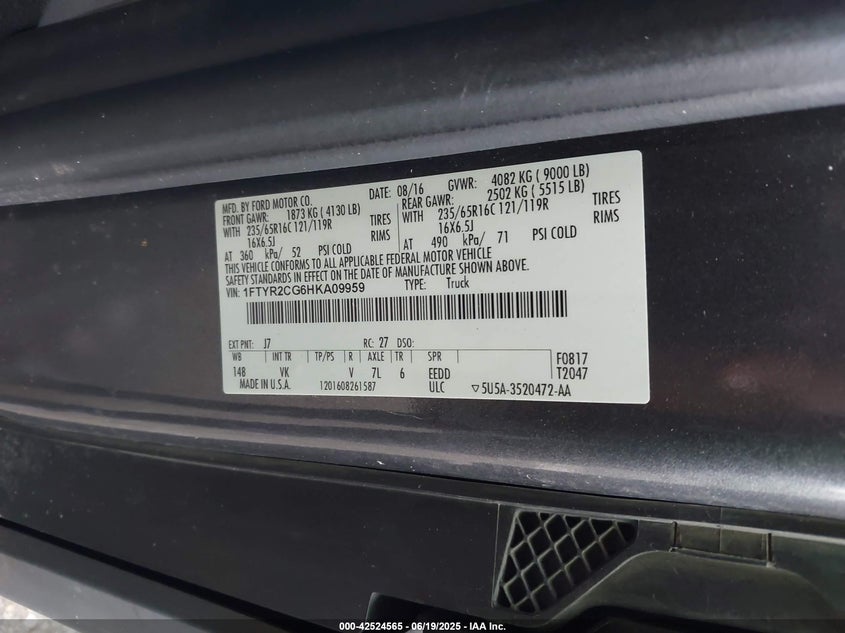 MFD. BY FORD MOTOR CO. DATE: 08/16 GVWR: 4082 KG ( 9000 LB)
FRONT GAWR: 1873 KG ( 4130 LB) REAR GAWR: 2502 KG ( 5515 LB)
WITH 235/65R16C 121/119R TIRES WITH 235/65R16C 121/119R TIRES
16X6.5J RIMS 16X6.5J RIMS
AT 360 kPa/ 52 PSI COLD AT 490 kPa/ 71 PSI COLD
THIS VEHICLE CONFORMS TO ALL APPLICABLE FEDERAL MOTOR VEHICLE
SAFETY STANDARDS IN EFFECT ON THE DATE OF MANUFACTURE SHOWN ABOVE.
VIN: 1FTYR2CG6HKA09959 TYPE: Truck
EXT PNT: J7 RC: 27 DSO:
WB INT TR TP/PS R AXLE TR SPR F0817
148 VK V 7L 6 EEDD T2047
MADE IN U.S.A. 1201608261587 ULC ▽5U5A-3520472-AA
000-42524565 - 06/19/2025 - IAA Inc.